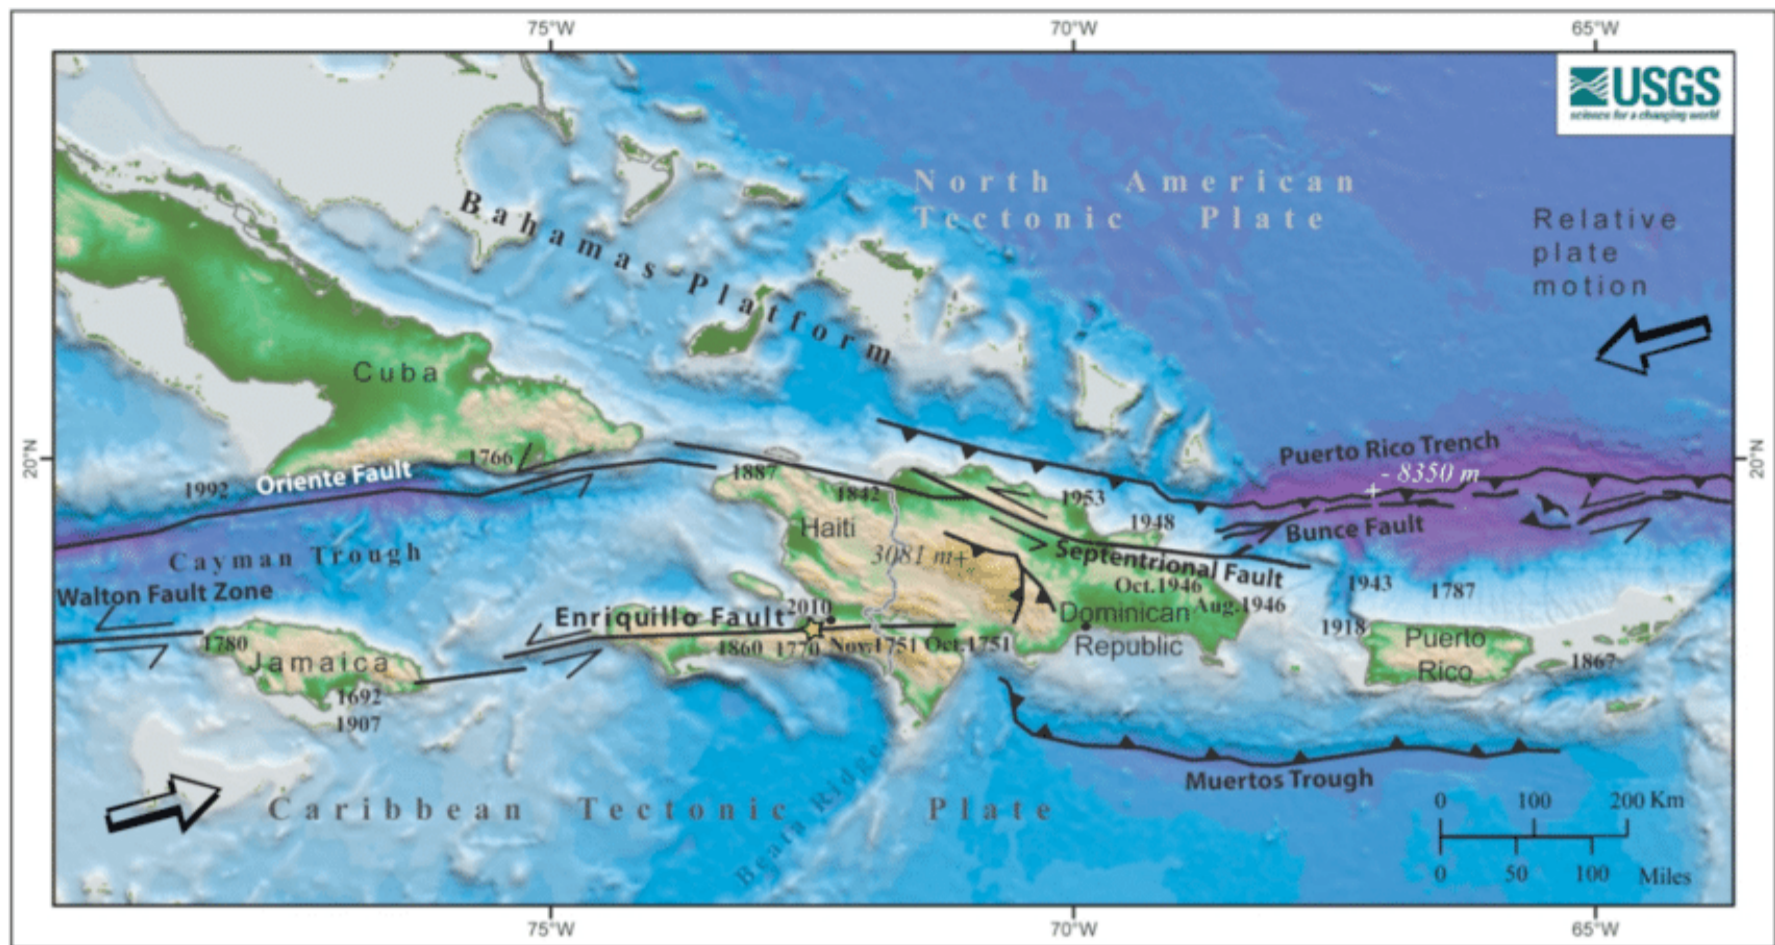 75°W
70°W
65°W
USGS
science for a changing world
North American
Tectonic Plate
Relative
plate
motion
Bahamas Platform
Cuba
20°N
20°N
Puerto Rico Trench
- 8350 m
1766
Oriente Fault
1992
1887
1842
1953
1948
Haiti
Bunce Fault
Cayman Trough
3081 m+
Septentrional Fault
Walton Fault Zone
Oct.1946
Aug.1946
1943
1787
Enriquillo Fault
2010
Dominican
Republic
1918
Puerto
Rico
1867
1780
Jamaica
1860
1770
Nov.1751
Oct.1751
1692
1907
Muertos Trough
Beata Ridge
Caribbean Tectonic Plate
0 100 200 Km
0 50 100 Miles
75°W
70°W
65°W